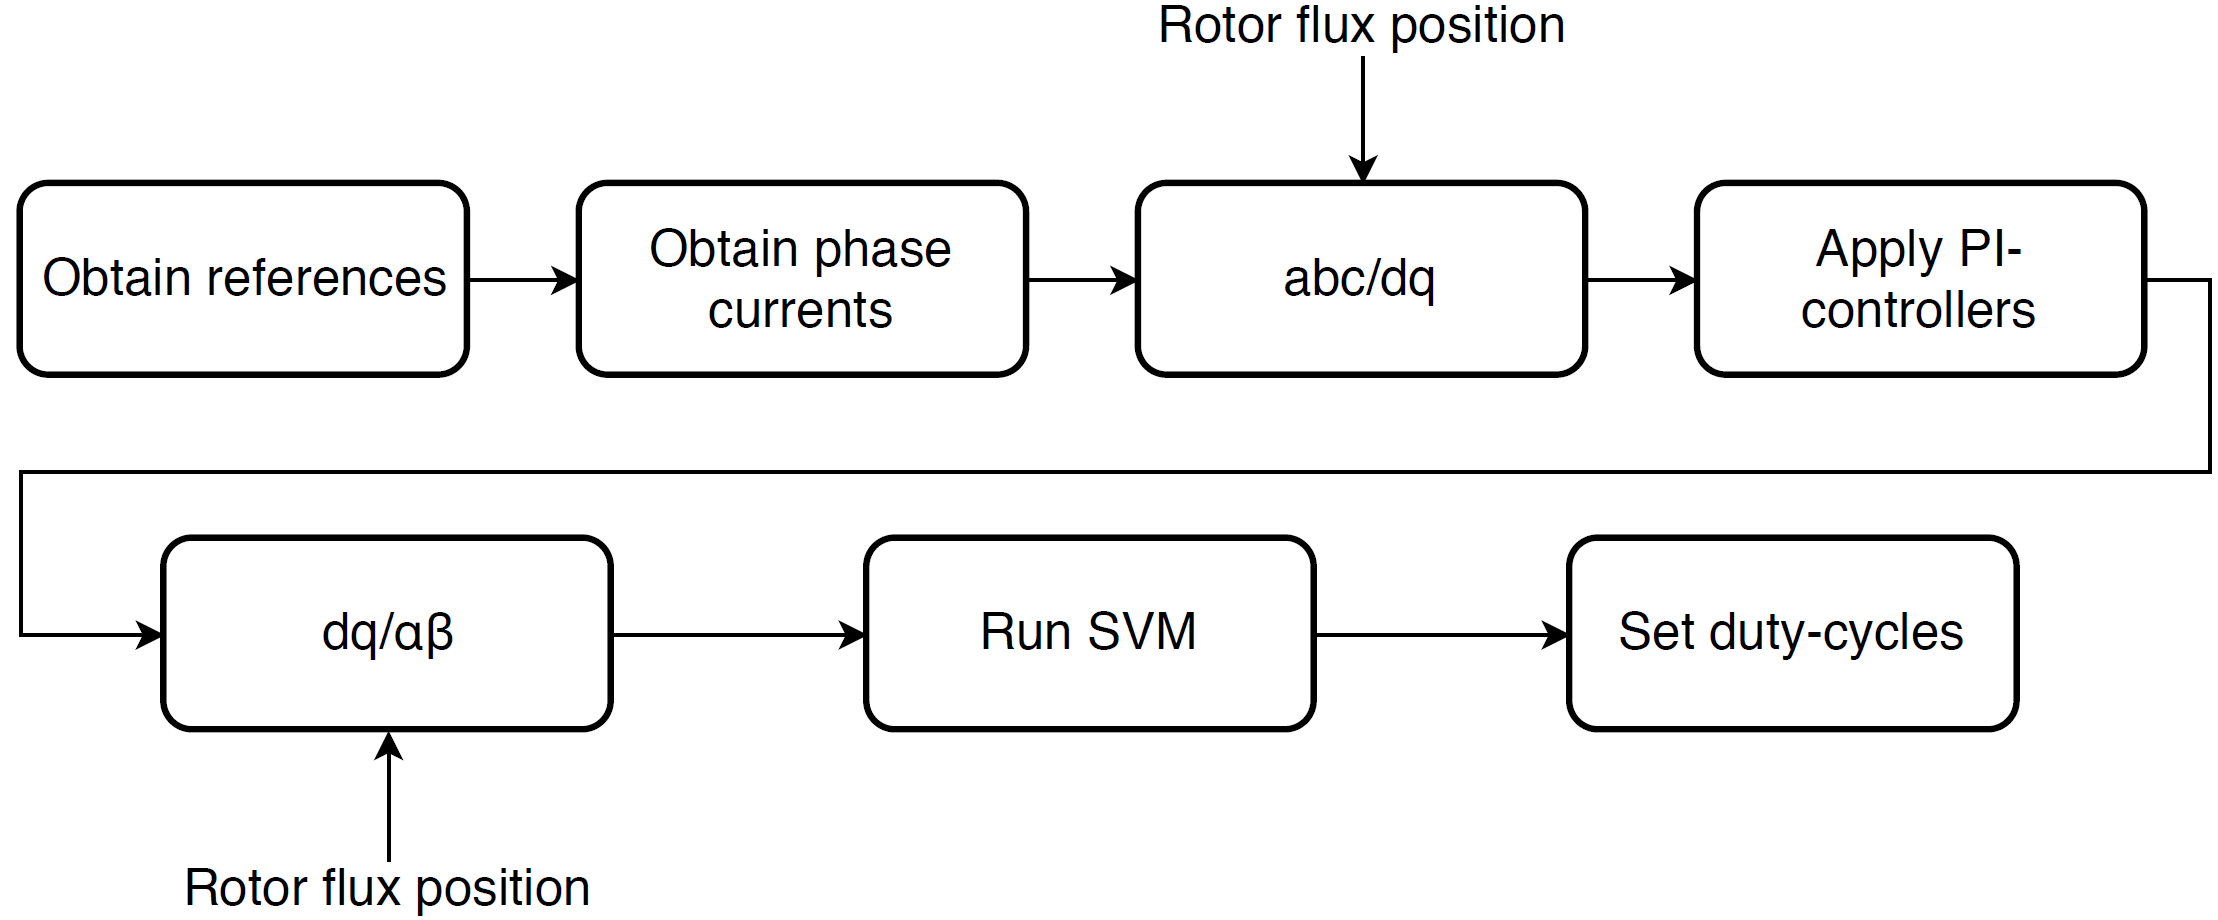 Rotor flux position
Obtain references
Obtain phase
currents
abc/dq
Apply PI-
controllers
dq/αβ
Run SVM
Set duty-cycles
Rotor flux position